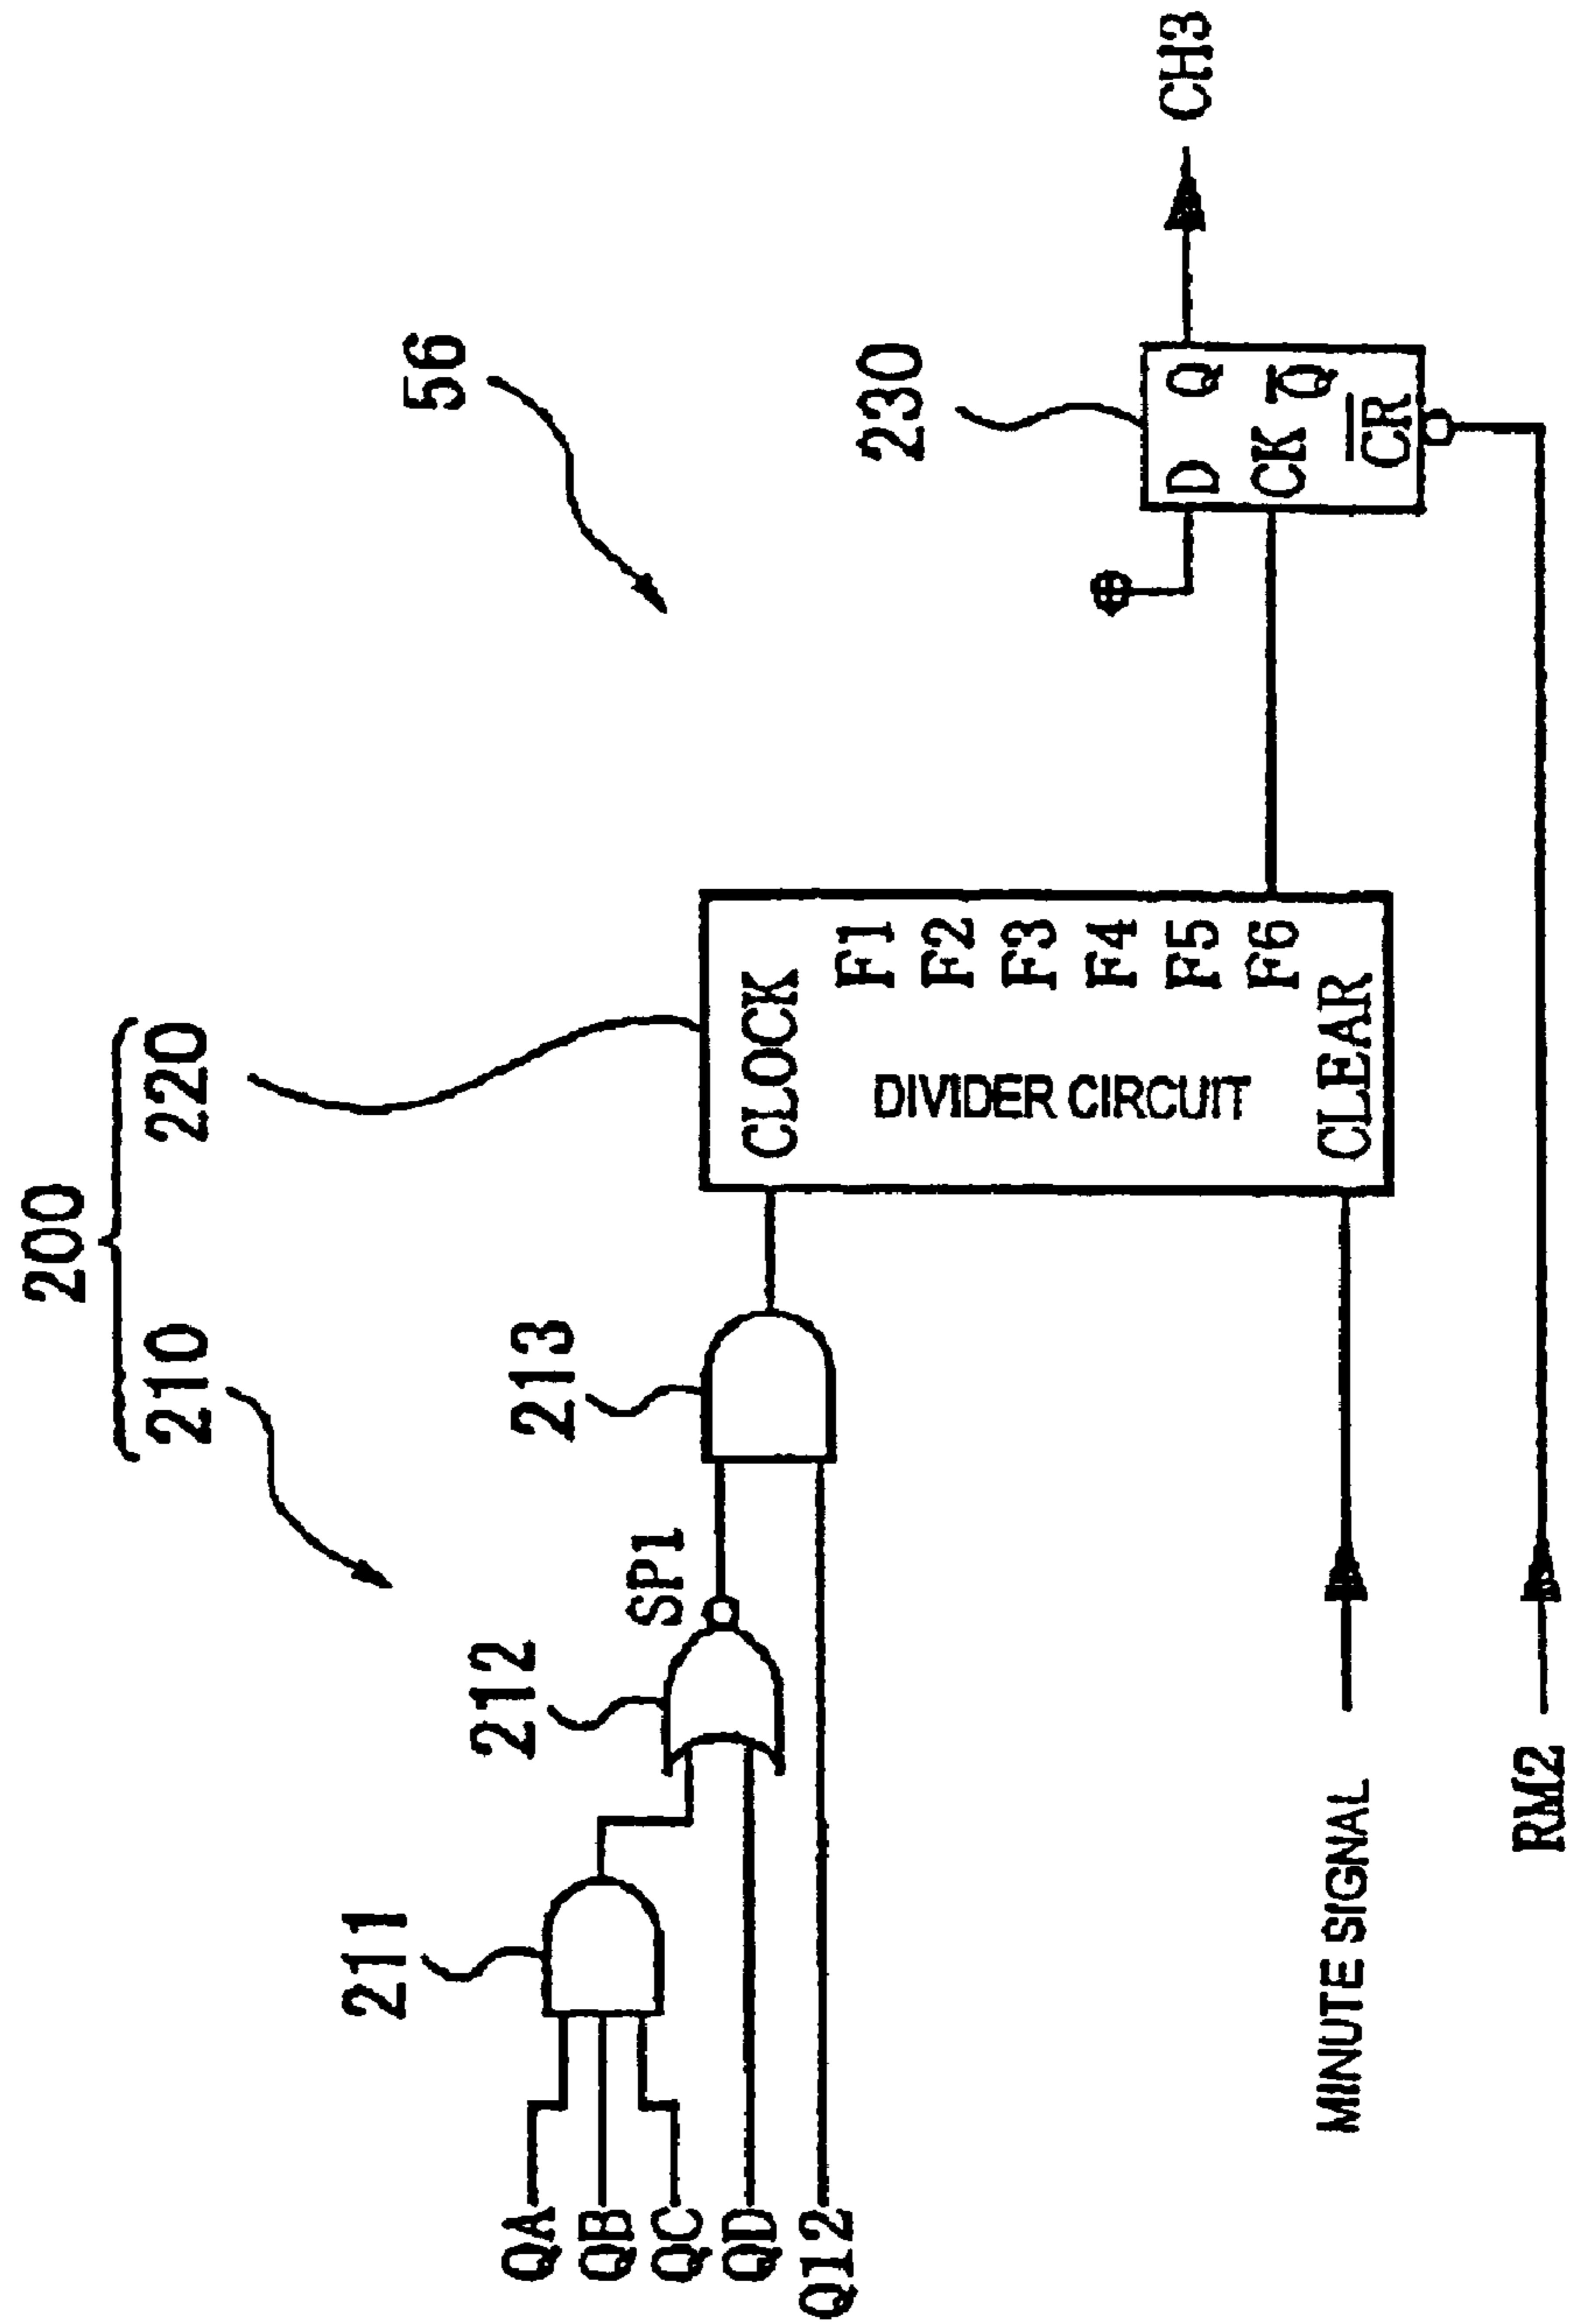 200
210
220
56
211
212
SP1
213
230
QA
QB
QC
QD
Q12
CLOCK
F1
F2
F3
F4
F5
F6
DIVIDER CIRCUIT
CLEAR
D
Q
CK
Q̅
C̅R̅
CH3
MINUTE SIGNAL
RM2